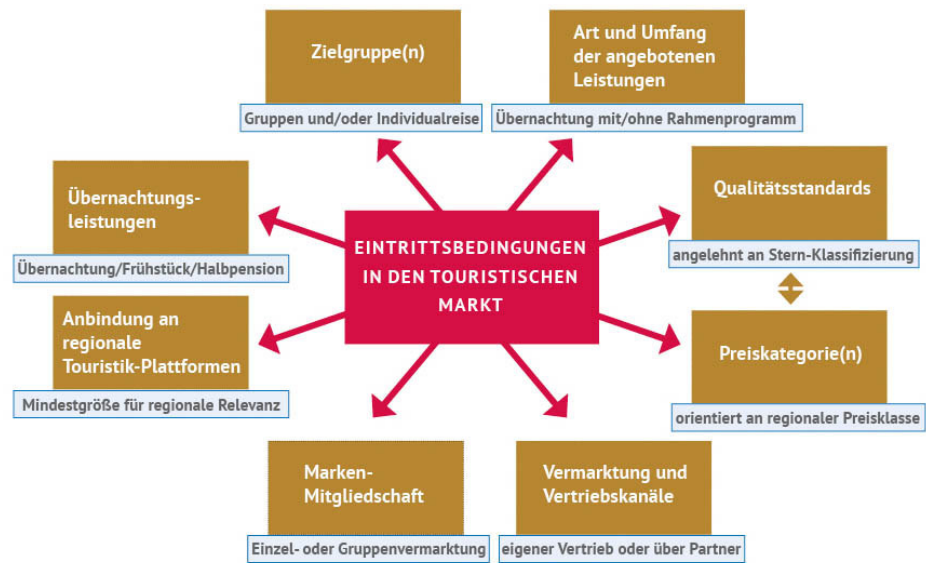 Zielgruppe(n)
Gruppen und/oder Individualreise
Art und Umfang
der angebotenen
Leistungen
Übernachtung mit/ohne Rahmenprogramm
Übernachtungs-
leistungen
Übernachtung/Frühstück/Halbpension
Qualitätsstandards
angelehnt an Stern-Klassifizierung
EINTRITTSBEDINGUNGEN
IN DEN TOURISTISCHEN
MARKT
Anbindung an
regionale
Touristik-Plattformen
Mindestgröße für regionale Relevanz
Preiskategorie(n)
orientiert an regionaler Preisklasse
Marken-
Mitgliedschaft
Einzel- oder Gruppenvermarktung
Vermarktung und
Vertriebskanäle
eigener Vertrieb oder über Partner